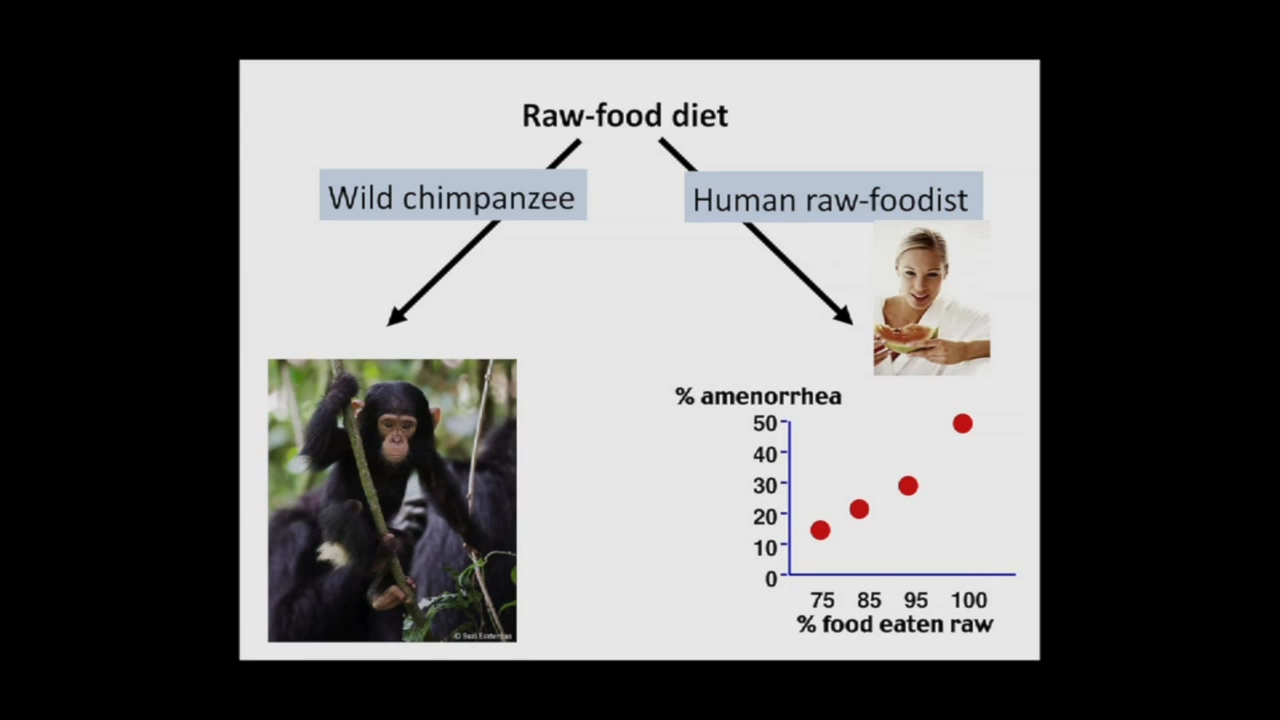 Raw-food diet
Wild chimpanzee
Human raw-foodist
% amenorrhea
50
40
30
20
10
0
75 85 95 100
% food eaten raw